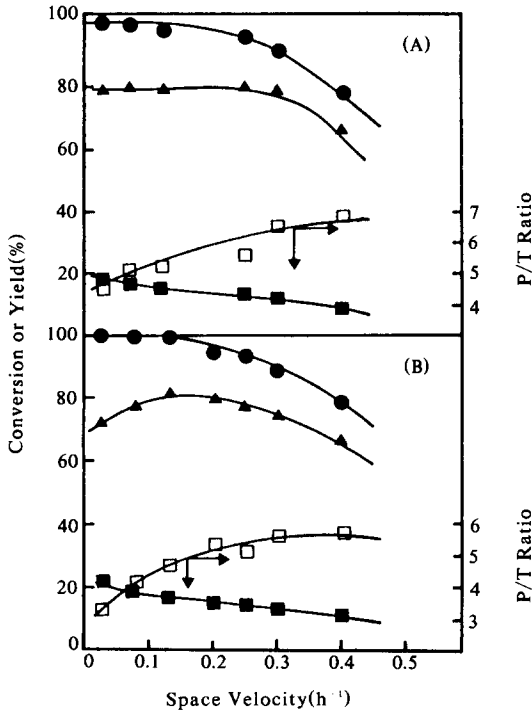 100
(A)
80
60
40
7
6
20
5
4
P/T Ratio
Conversion or Yield(%)
100
(B)
80
60
40
6
5
20
4
3
0
P/T Ratio
0 0.1 0.2 0.3 0.4 0.5
Space Velocity(h⁻¹)